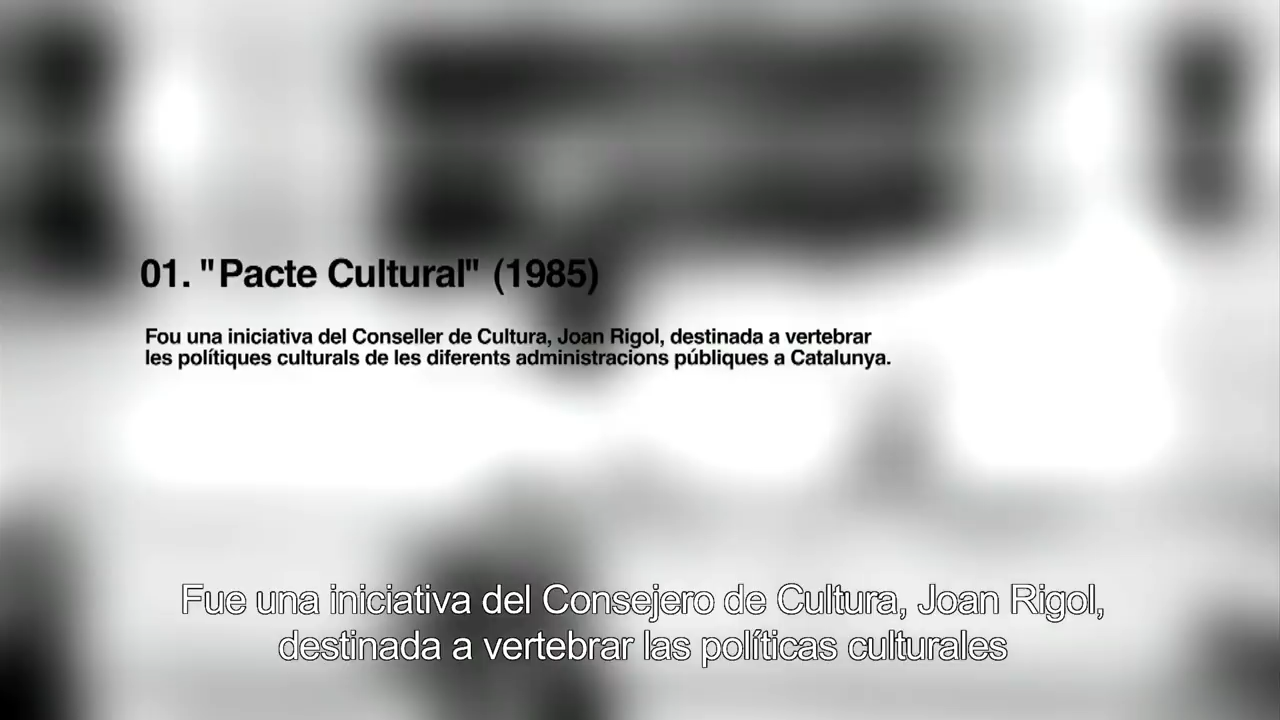 01. "Pacte Cultural" (1985)
Fou una iniciativa del Conseller de Cultura, Joan Rigol, destinada a vertebrar
les polítiques culturals de les diferents administracions públiques a Catalunya.
Fue una iniciativa del Consejero de Cultura, Joan Rigol,
destinada a vertebrar las políticas culturales